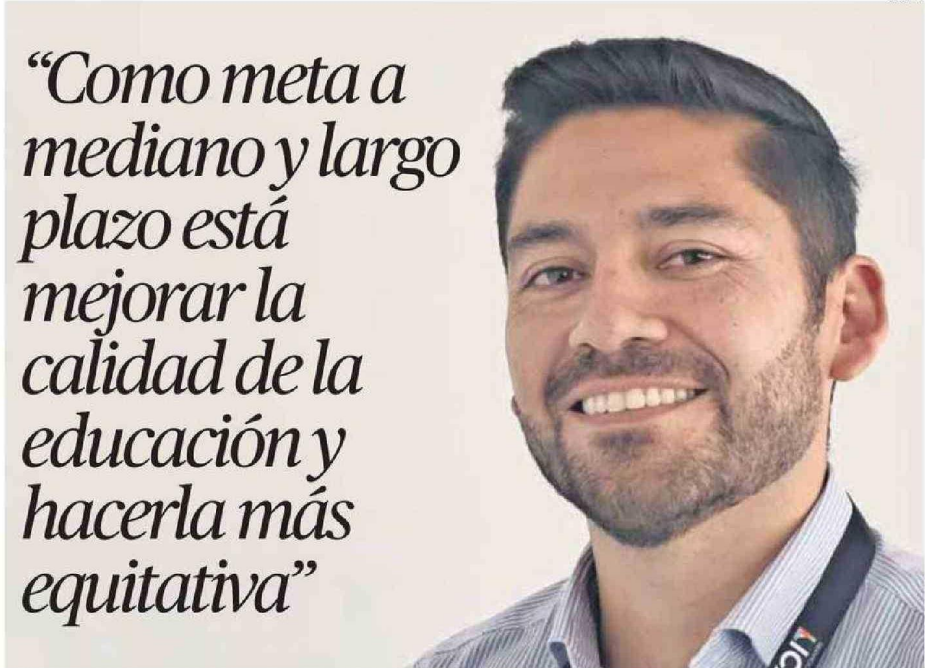 “Como meta a
mediano y largo
plazo está
mejorar la
calidad de la
educación y
hacerla más
equitativa”